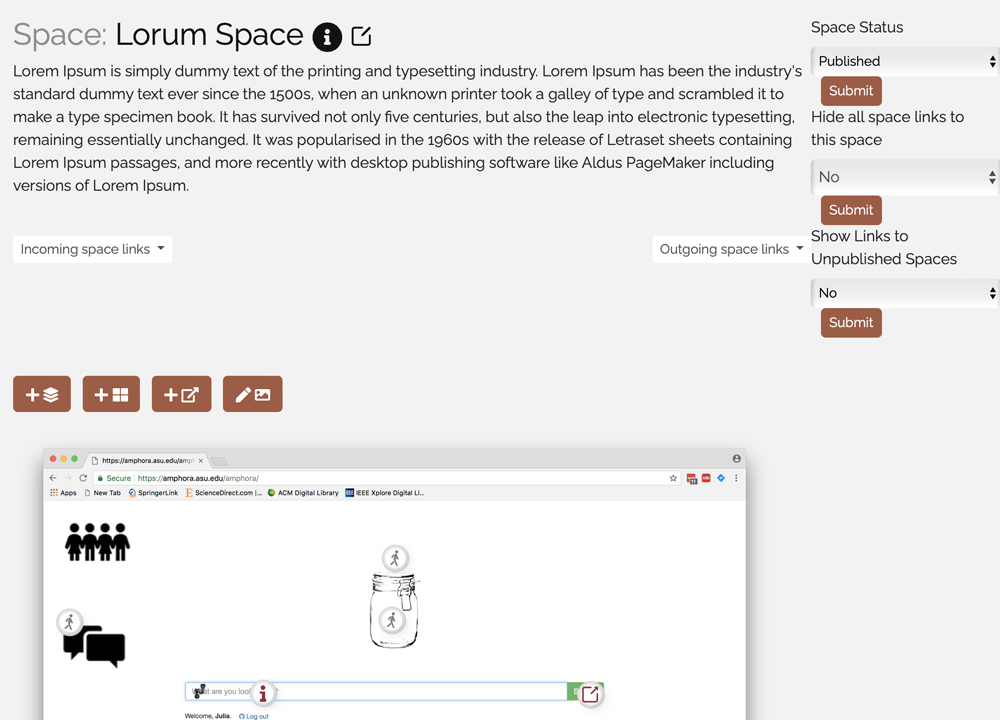 Space: Lorum Space
Lorem Ipsum is simply dummy text of the printing and typesetting industry. Lorem Ipsum has been the industry's
standard dummy text ever since the 1500s, when an unknown printer took a galley of type and scrambled it to
make a type specimen book. It has survived not only five centuries, but also the leap into electronic typesetting,
remaining essentially unchanged. It was popularised in the 1960s with the release of Letraset sheets containing
Lorem Ipsum passages, and more recently with desktop publishing software like Aldus PageMaker including
versions of Lorem Ipsum.
Incoming space links
Outgoing space links
Space Status
Published
Submit
Hide all space links to
this space
No
Submit
Show Links to
Unpublished Spaces
No
Submit
https://amphora.asu.edu/amp
Secure https://amphora.asu.edu/amphora/
Apps New Tab SpringerLink ScienceDirect.com |... ACM Digital Library IEEE Xplore Digital Li...
are you
Welcome, Julia. Log out